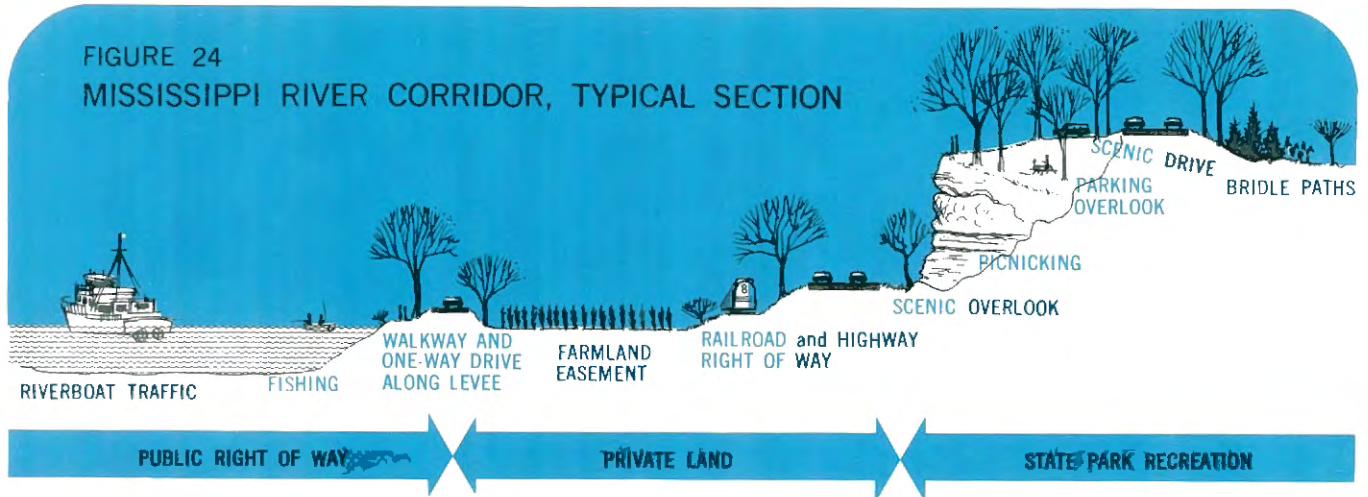 FIGURE 24
MISSISSIPPI RIVER CORRIDOR, TYPICAL SECTION
SCENIC DRIVE
PARKING
OVERLOOK
BRIDLE PATHS
PICNICKING
SCENIC OVERLOOK
8
RAILROAD and HIGHWAY
RIGHT OF WAY
FARMLAND
EASEMENT
WALKWAY AND
ONE-WAY DRIVE
ALONG LEVEE
FISHING
RIVERBOAT TRAFFIC
PUBLIC RIGHT OF WAY
PRIVATE LAND
STATE PARK RECREATION